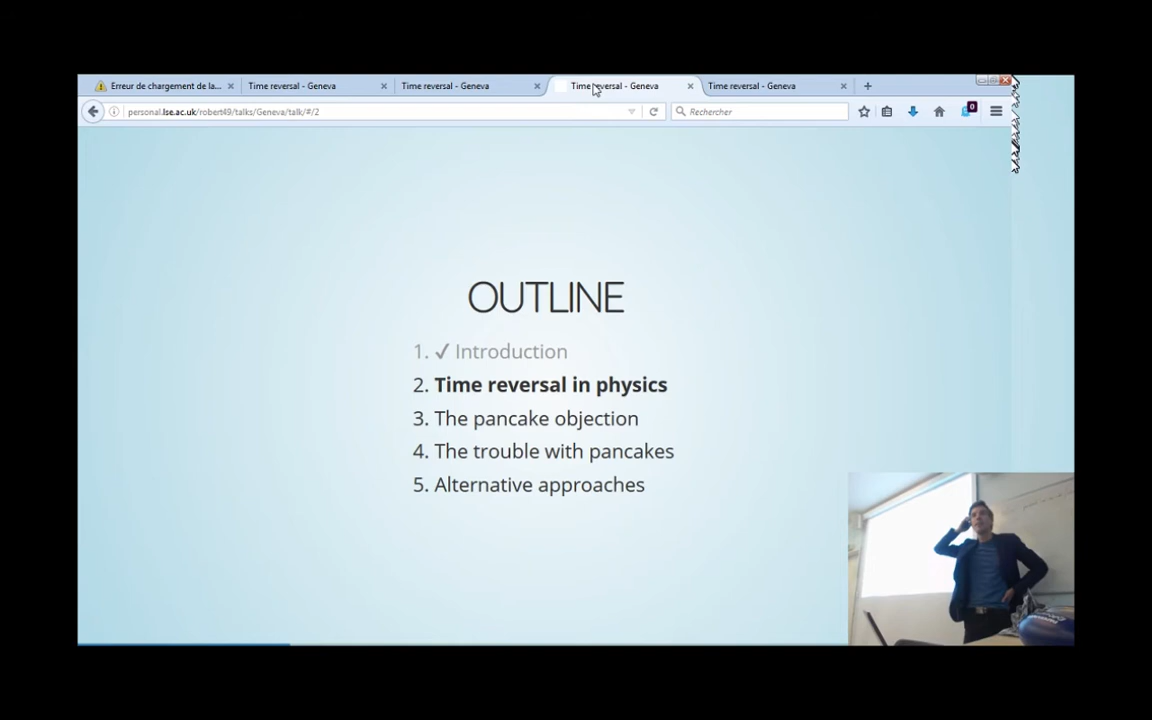 Erreur de chargement de la...
Time reversal - Geneva
Time reversal - Geneva
Time reversal - Geneva
Time reversal - Geneva
personal.lse.ac.uk/robert49/talks/Geneva/talk/#/2
Rechercher
0
OUTLINE
1. ✓ Introduction
2. Time reversal in physics
3. The pancake objection
4. The trouble with pancakes
5. Alternative approaches